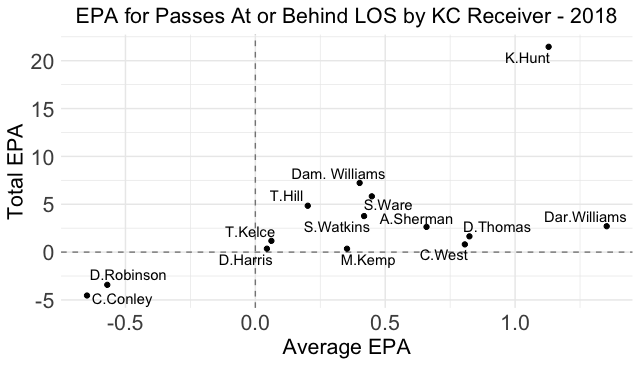 EPA for Passes At or Behind LOS by KC Receiver - 2018
K.Hunt
20
15
10
5
0
-5
Total EPA
Dam. Williams
T.Hill
S.Ware
S.Watkins
A.Sherman
Dar.Williams
T.Kelce
D.Thomas
D.Harris
M.Kemp
C.West
D.Robinson
C.Conley
-0.5 0.0 0.5 1.0
Average EPA